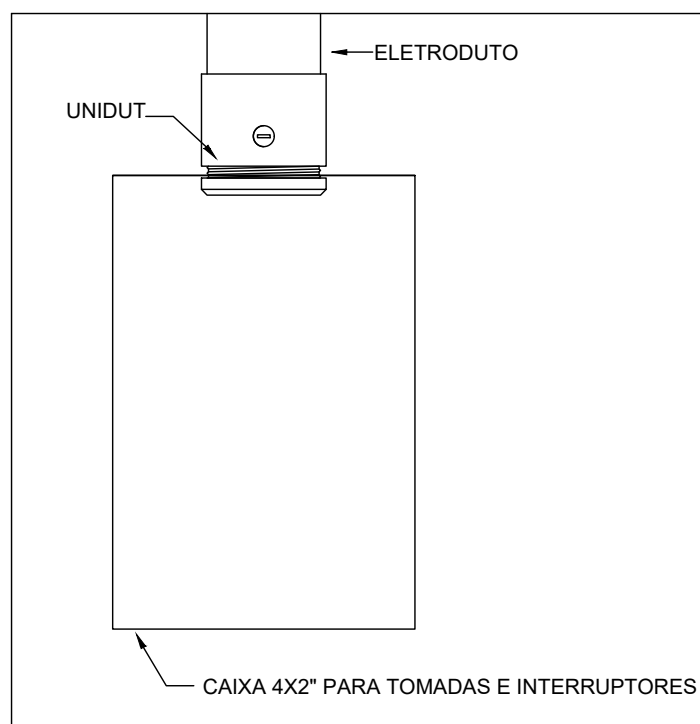 ELETRODUTO
UNIDUT
CAIXA 4X2" PARA TOMADAS E INTERRUPTORES